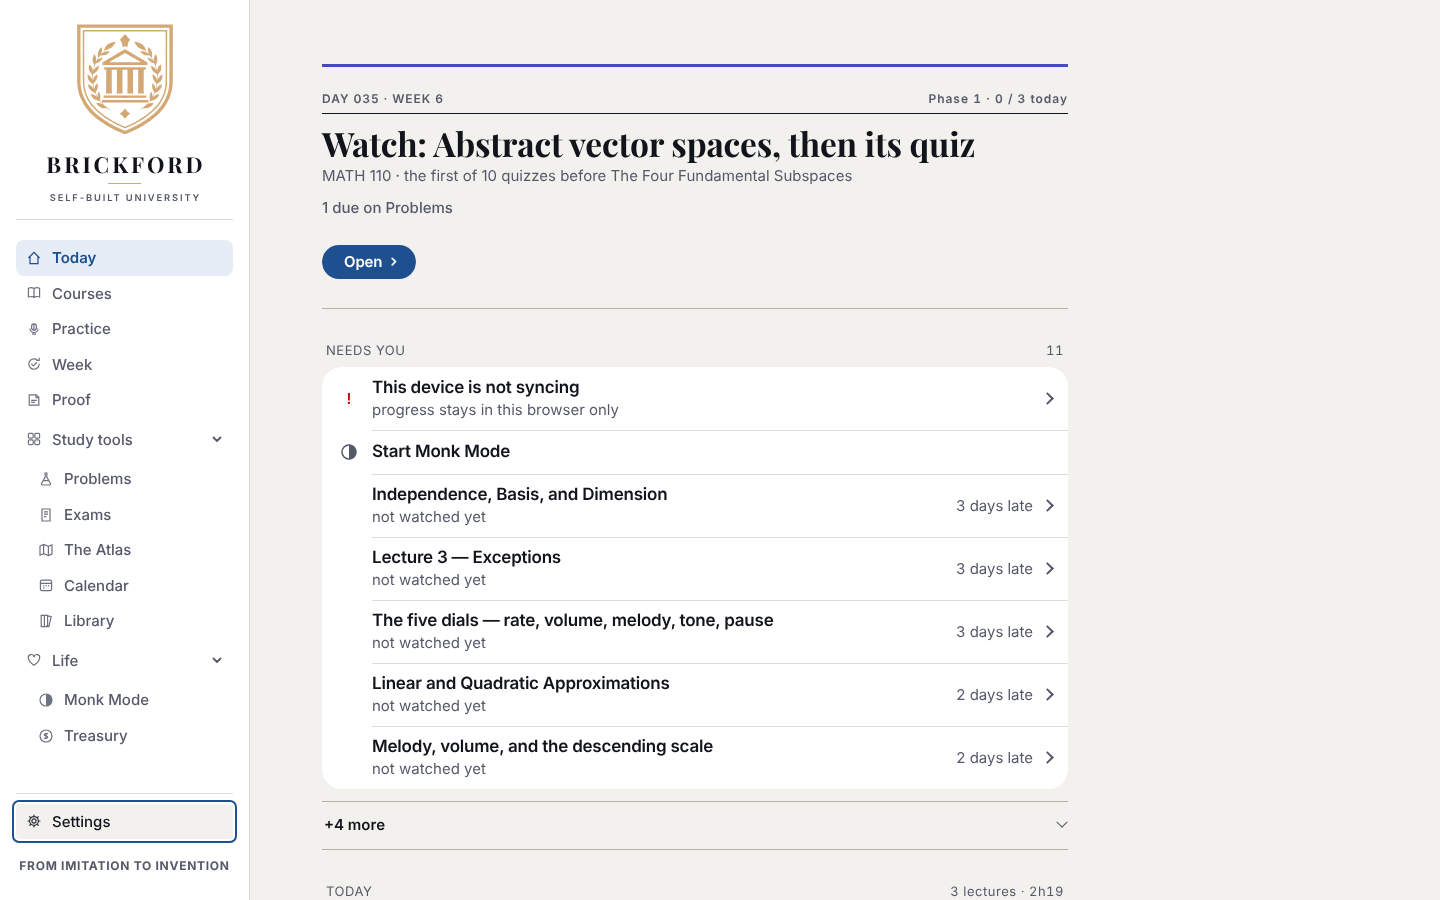 BRICKFORD
SELF-BUILT UNIVERSITY
Today
Courses
Practice
Week
Proof
Study tools
Problems
Exams
The Atlas
Calendar
Library
Life
Monk Mode
Treasury
Settings
FROM IMITATION TO INVENTION
DAY 035 · WEEK 6
Phase 1 · 0 / 3 today
Watch: Abstract vector spaces, then its quiz
MATH 110 · the first of 10 quizzes before The Four Fundamental Subspaces
1 due on Problems
Open
NEEDS YOU
11
! This device is not syncing
progress stays in this browser only
Start Monk Mode
Independence, Basis, and Dimension
not watched yet
3 days late
Lecture 3 — Exceptions
not watched yet
3 days late
The five dials — rate, volume, melody, tone, pause
not watched yet
3 days late
Linear and Quadratic Approximations
not watched yet
2 days late
Melody, volume, and the descending scale
not watched yet
2 days late
+4 more
TODAY
3 lectures · 2h19